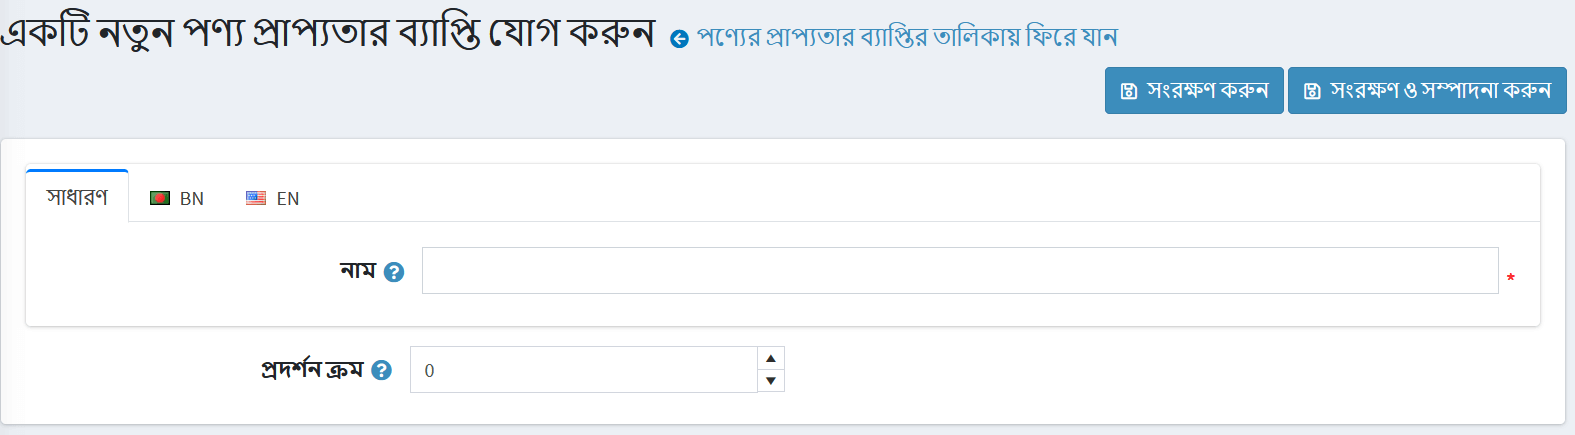 একটি নতুন পণ্য প্রাপ্যতার ব্যাপ্তি যোগ করুন পণ্যের প্রাপ্যতার ব্যাপ্তির তালিকায় ফিরে যান
সংরক্ষণ করুন সংরক্ষণ ও সম্পাদনা করুন
সাধারণ BN EN
নাম ? *
প্রদর্শন ক্রম ? 0